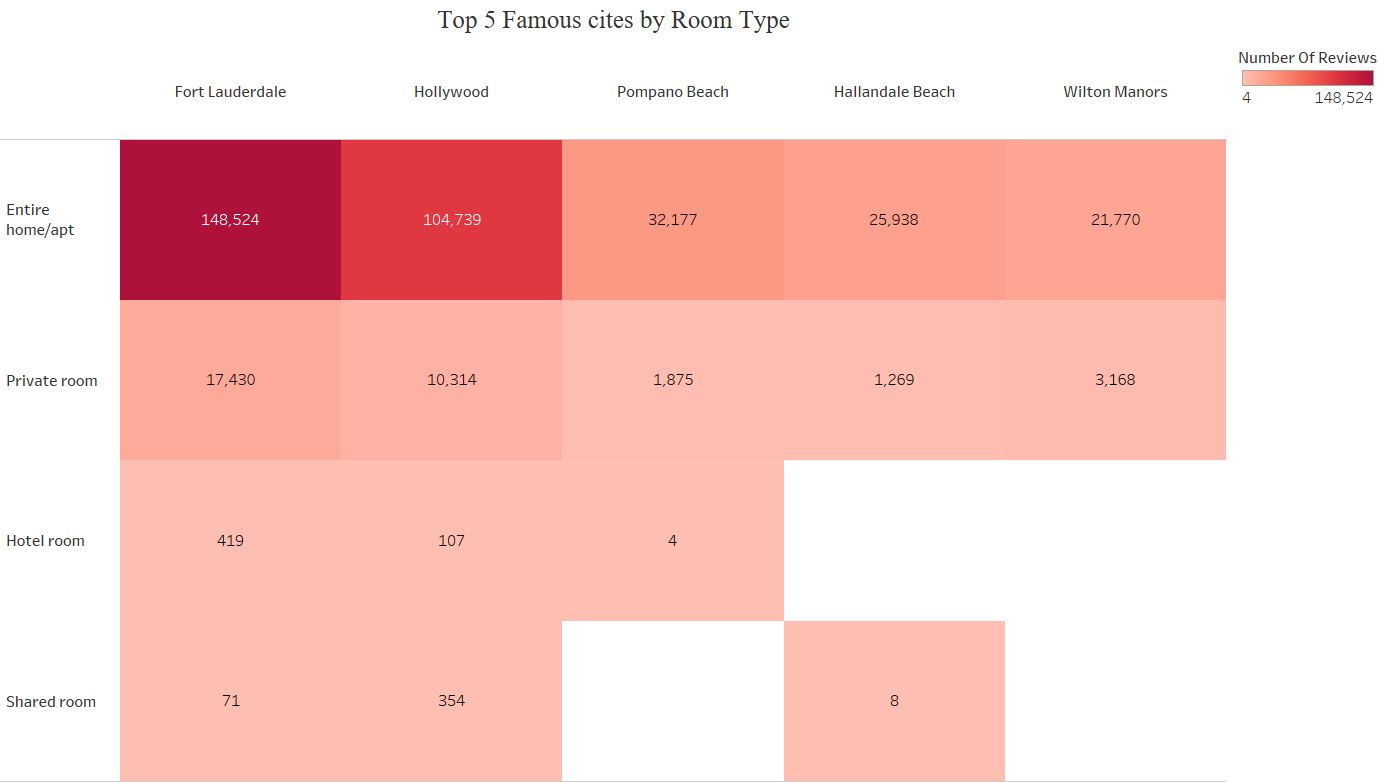 Top 5 Famous cites by Room Type
Number Of Reviews
4 148,524
Fort Lauderdale Hollywood Pompano Beach Hallandale Beach Wilton Manors
Entire
home/apt
148,524 104,739 32,177 25,938 21,770
Private room 17,430 10,314 1,875 1,269 3,168
Hotel room 419 107 4
Shared room 71 354 8